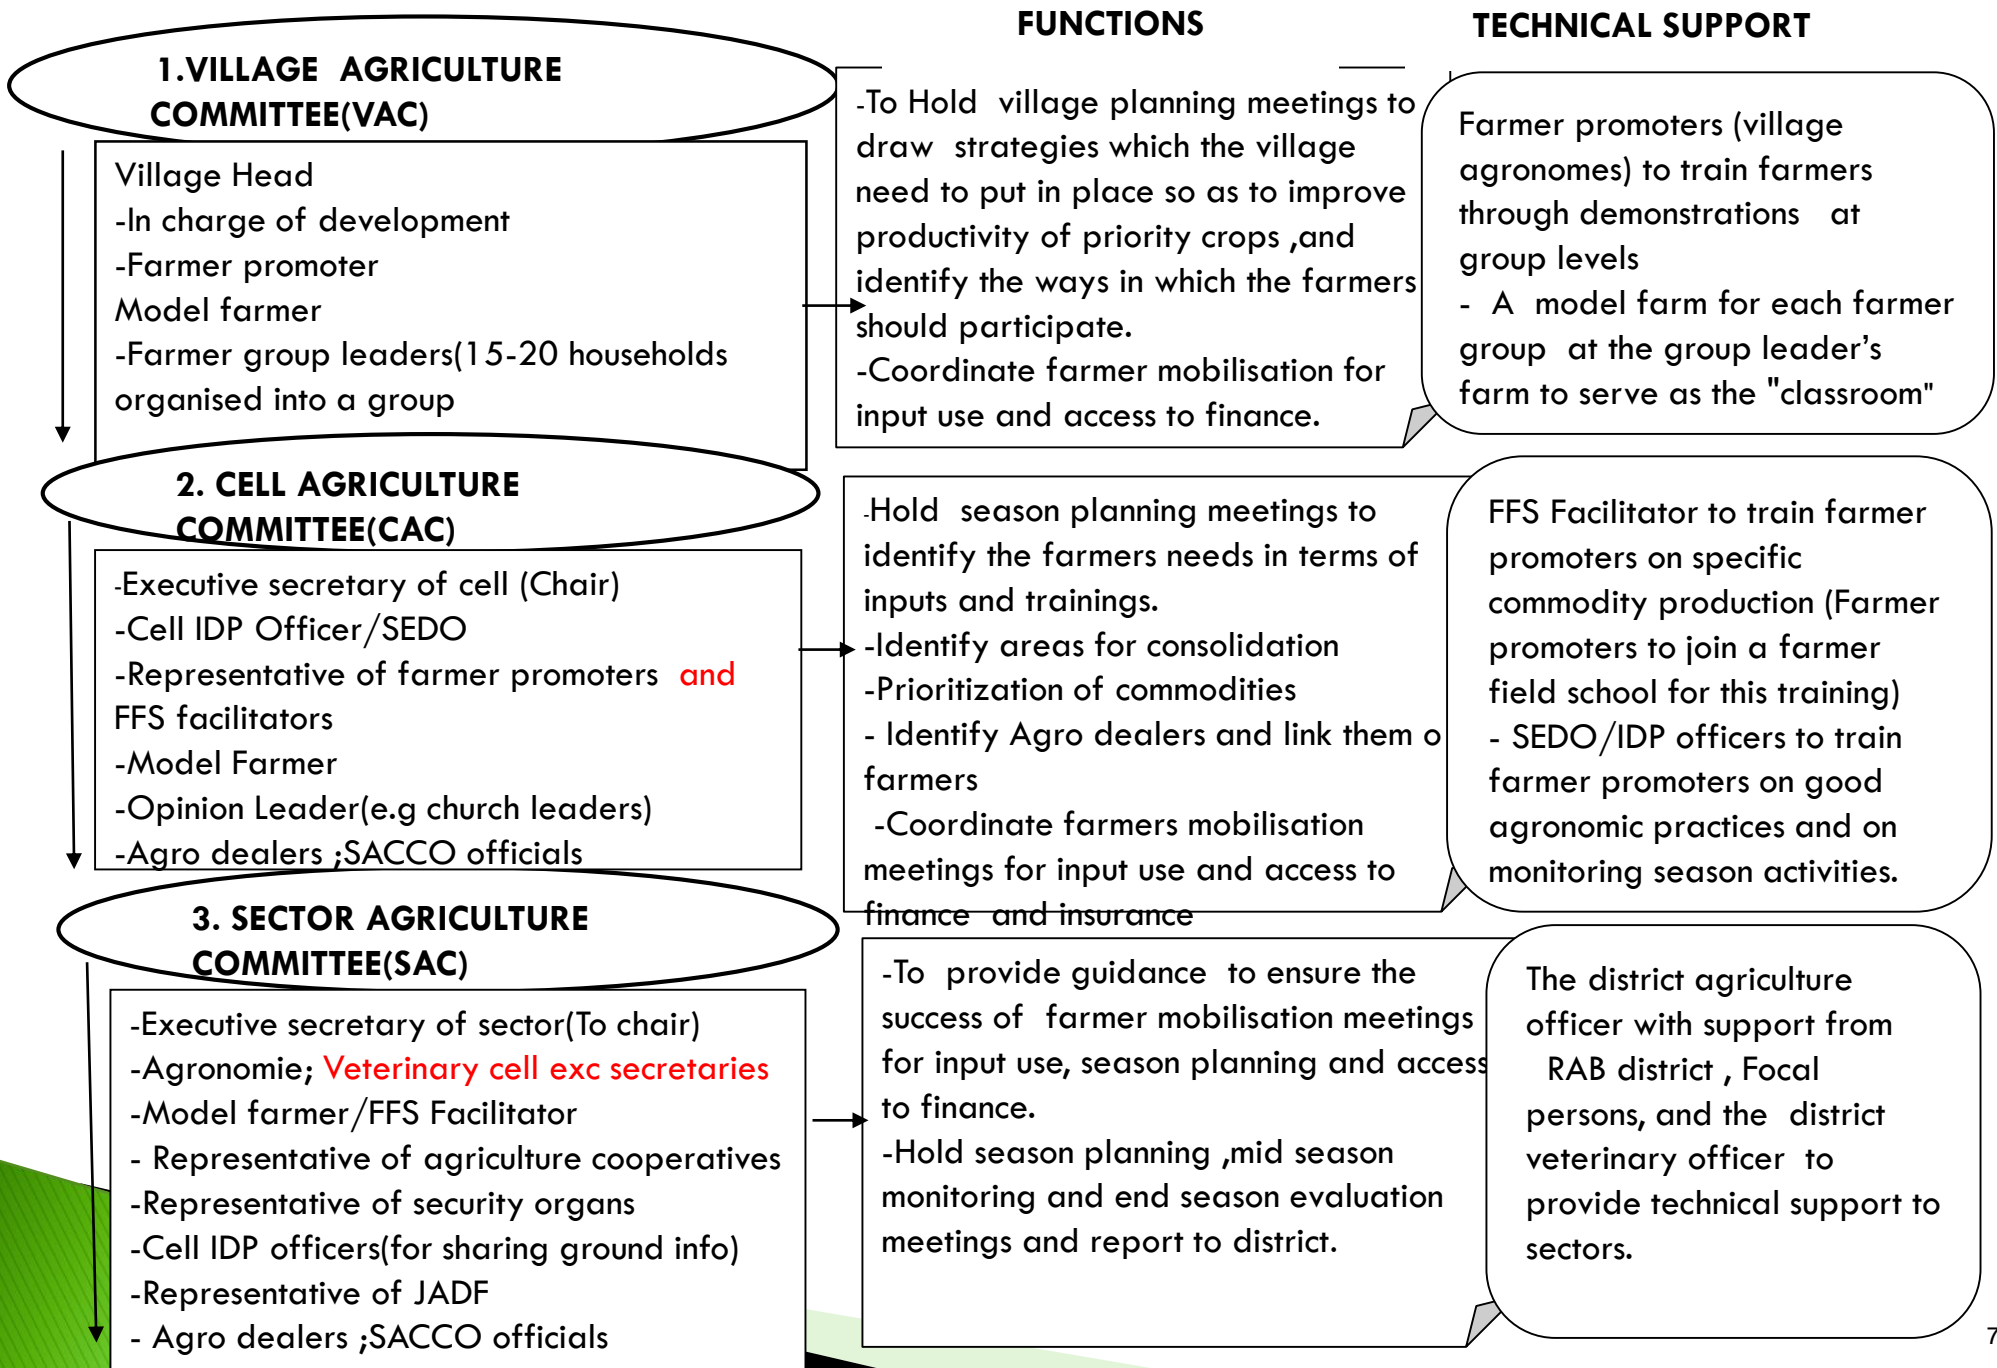 FUNCTIONS
TECHNICAL SUPPORT
1.VILLAGE AGRICULTURE
COMMITTEE(VAC)
Village Head
-In charge of development
-Farmer promoter
Model farmer
-Farmer group leaders(15-20 households
organised into a group
-To Hold village planning meetings to
draw strategies which the village
need to put in place so as to improve
productivity of priority crops ,and
identify the ways in which the farmers
should participate.
-Coordinate farmer mobilisation for
input use and access to finance.
Farmer promoters (village
agronomes) to train farmers
through demonstrations at
group levels
- A model farm for each farmer
group at the group leader’s
farm to serve as the "classroom"
2. CELL AGRICULTURE
COMMITTEE(CAC)
-Executive secretary of cell (Chair)
-Cell IDP Officer/SEDO
-Representative of farmer promoters and
FFS facilitators
-Model Farmer
-Opinion Leader(e.g church leaders)
-Agro dealers ;SACCO officials
-Hold season planning meetings to
identify the farmers needs in terms of
inputs and trainings.
-Identify areas for consolidation
-Prioritization of commodities
- Identify Agro dealers and link them o
farmers
-Coordinate farmers mobilisation
meetings for input use and access to
finance and insurance
FFS Facilitator to train farmer
promoters on specific
commodity production (Farmer
promoters to join a farmer
field school for this training)
- SEDO/IDP officers to train
farmer promoters on good
agronomic practices and on
monitoring season activities.
3. SECTOR AGRICULTURE
COMMITTEE(SAC)
-Executive secretary of sector(To chair)
-Agronomie; Veterinary cell exc secretaries
-Model farmer/FFS Facilitator
- Representative of agriculture cooperatives
-Representative of security organs
-Cell IDP officers(for sharing ground info)
-Representative of JADF
- Agro dealers ;SACCO officials
-To provide guidance to ensure the
success of farmer mobilisation meetings
for input use, season planning and access
to finance.
-Hold season planning ,mid season
monitoring and end season evaluation
meetings and report to district.
The district agriculture
officer with support from
RAB district , Focal
persons, and the district
veterinary officer to
provide technical support to
sectors.
7